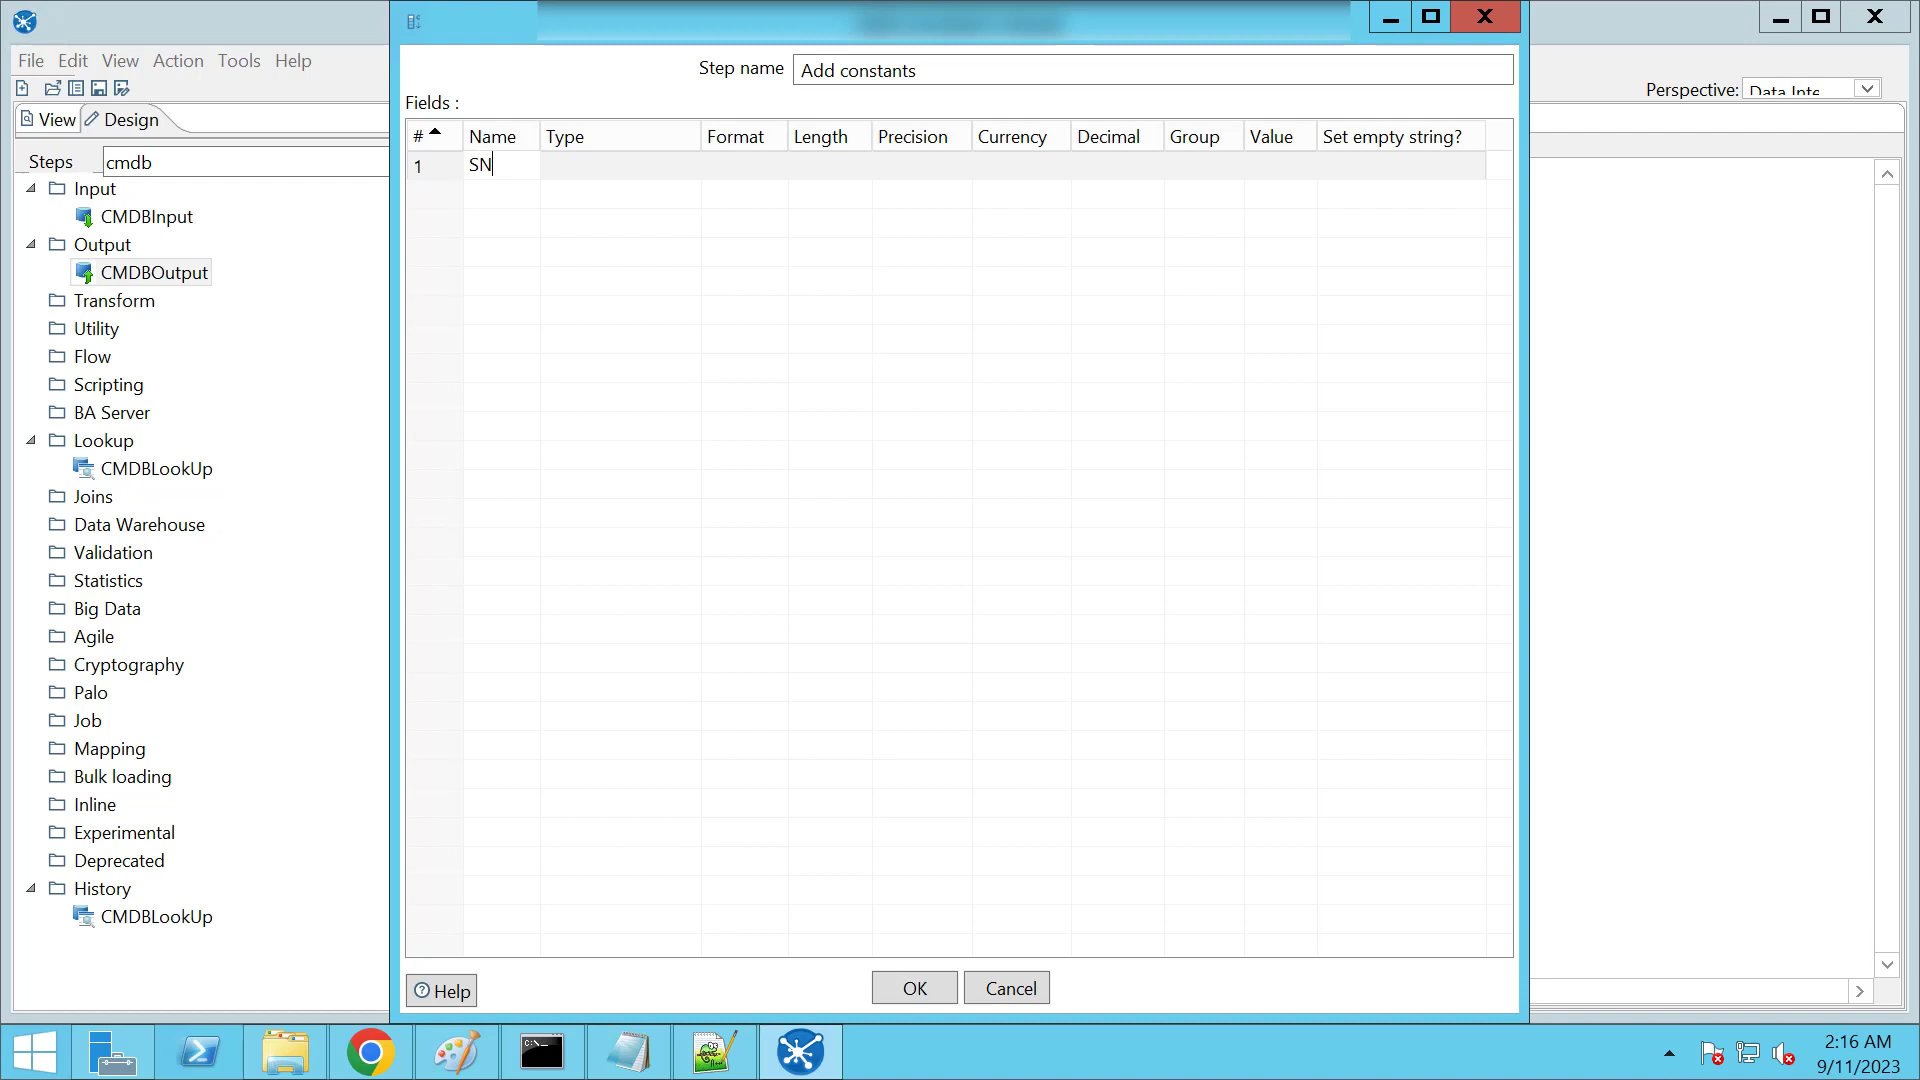 File Edit View Action Tools Help
View Design
Steps cmdb
Input
CMDBInput
Output
CMDBOutput
Transform
Utility
Flow
Scripting
BA Server
Lookup
CMDBLookUp
Joins
Data Warehouse
Validation
Statistics
Big Data
Agile
Cryptography
Palo
Job
Mapping
Bulk loading
Inline
Experimental
Deprecated
History
CMDBLookUp
Step name Add constants
Fields :
# Name Type Format Length Precision Currency Decimal Group Value Set empty string?
1 SN
Help OK Cancel
Perspective: Data Inte
2:16 AM
9/11/2023